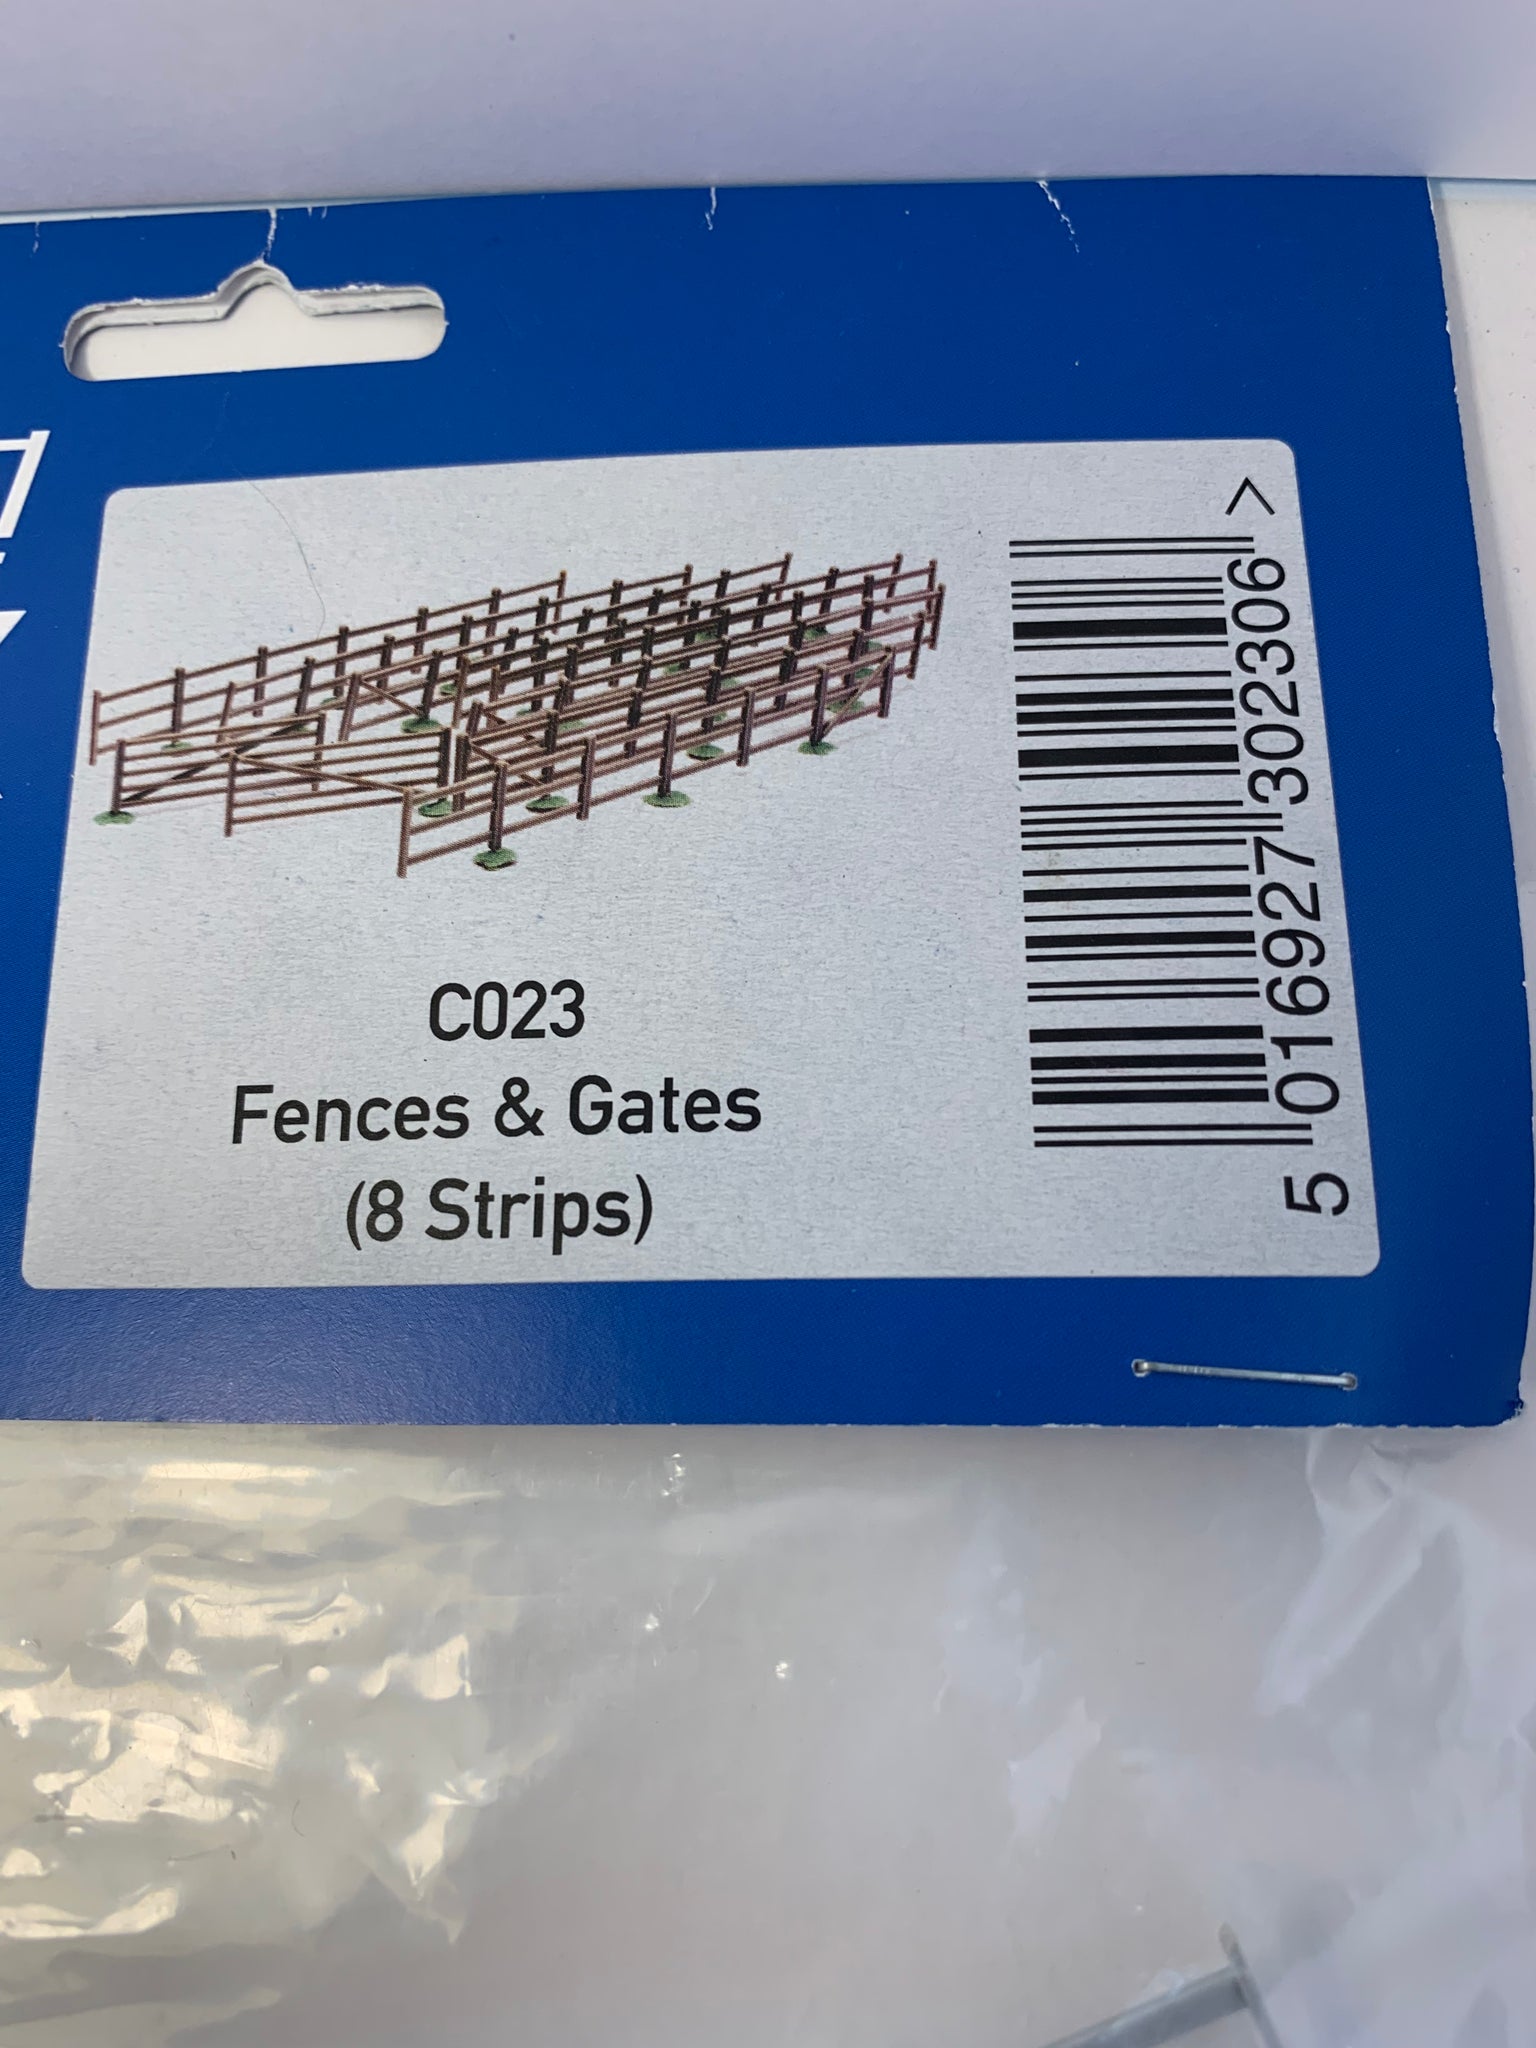 C023
Fences & Gates
(8 Strips)
5 016927 302306 >